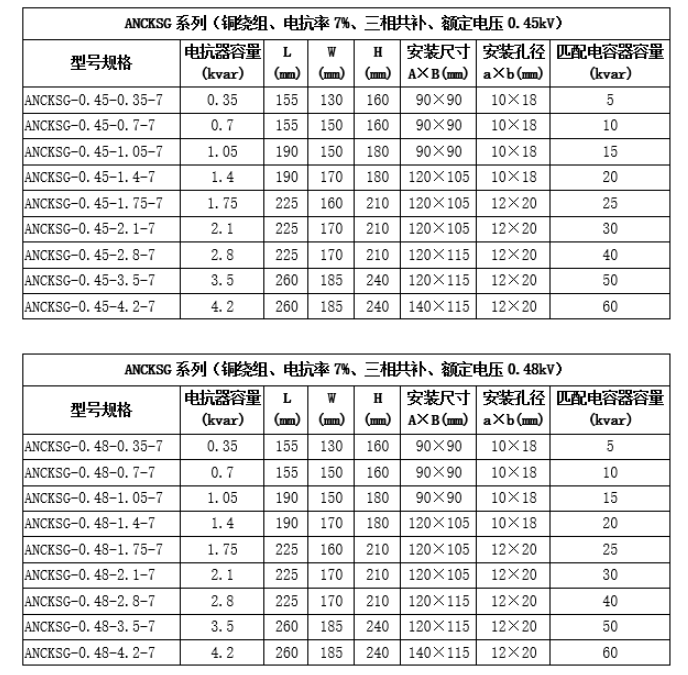 ANCKSG 系列（铜绕组、电抗率 7%、三相共补、额定电压 0.45kV）
型号规格 电抗器容量 (kvar) L (mm) W (mm) H (mm) 安装尺寸 A×B(mm) 安装孔径 a×b(mm) 匹配电容器容量 (kvar)
ANCKSG-0.45-0.35-7 0.35 155 130 160 90×90 10×18 5
ANCKSG-0.45-0.7-7 0.7 155 150 160 90×90 10×18 10
ANCKSG-0.45-1.05-7 1.05 190 150 180 90×90 10×18 15
ANCKSG-0.45-1.4-7 1.4 190 170 180 120×105 10×18 20
ANCKSG-0.45-1.75-7 1.75 225 160 210 120×105 12×20 25
ANCKSG-0.45-2.1-7 2.1 225 170 210 120×105 12×20 30
ANCKSG-0.45-2.8-7 2.8 225 170 210 120×115 12×20 40
ANCKSG-0.45-3.5-7 3.5 260 185 240 120×115 12×20 50
ANCKSG-0.45-4.2-7 4.2 260 185 240 140×115 12×20 60
ANCKSG 系列（铜绕组、电抗率 7%、三相共补、额定电压 0.48kV）
型号规格 电抗器容量 (kvar) L (mm) W (mm) H (mm) 安装尺寸 A×B(mm) 安装孔径 a×b(mm) 匹配电容器容量 (kvar)
ANCKSG-0.48-0.35-7 0.35 155 130 160 90×90 10×18 5
ANCKSG-0.48-0.7-7 0.7 155 150 160 90×90 10×18 10
ANCKSG-0.48-1.05-7 1.05 190 150 180 90×90 10×18 15
ANCKSG-0.48-1.4-7 1.4 190 170 180 120×105 10×18 20
ANCKSG-0.48-1.75-7 1.75 225 160 210 120×105 12×20 25
ANCKSG-0.48-2.1-7 2.1 225 170 210 120×105 12×20 30
ANCKSG-0.48-2.8-7 2.8 225 170 210 120×115 12×20 40
ANCKSG-0.48-3.5-7 3.5 260 185 240 120×115 12×20 50
ANCKSG-0.48-4.2-7 4.2 260 185 240 140×115 12×20 60